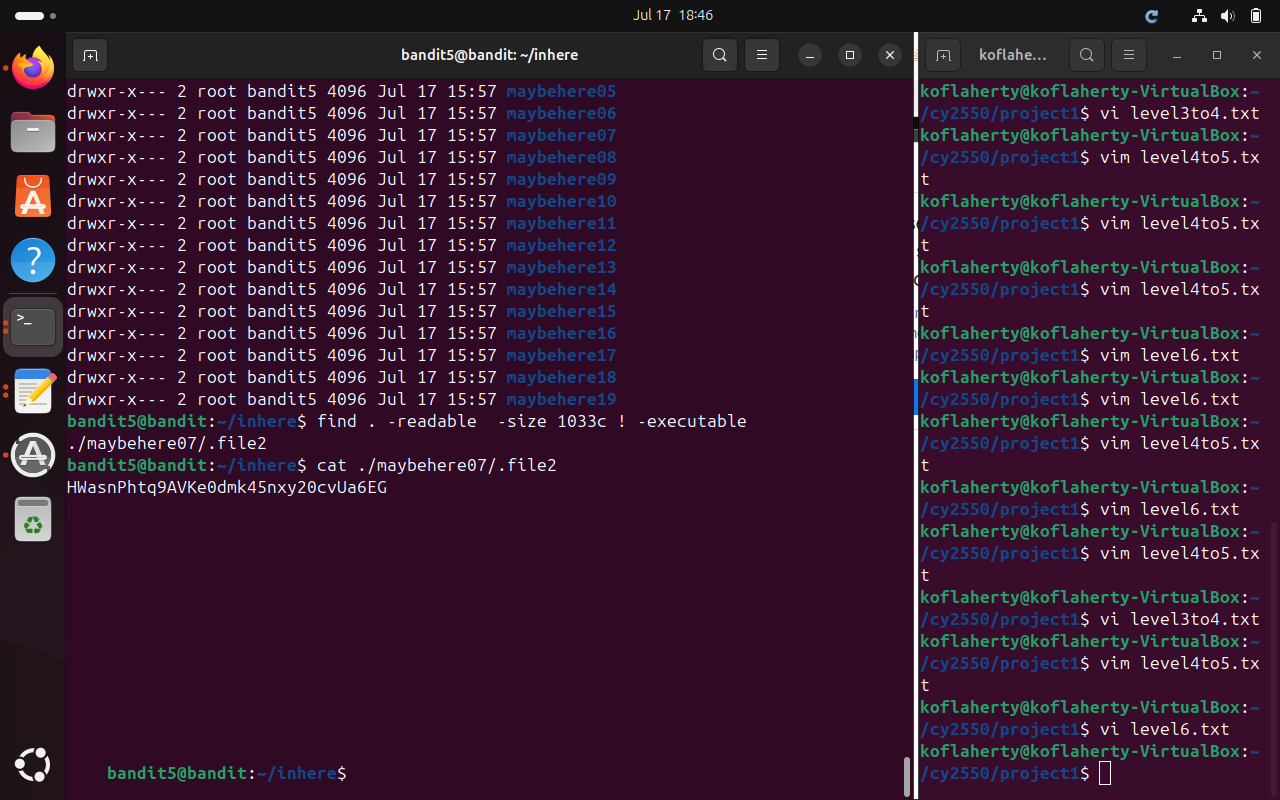 Jul 17 18:46
bandit5@bandit: ~/inhere
drwxr-x--- 2 root bandit5 4096 Jul 17 15:57 maybehere05
drwxr-x--- 2 root bandit5 4096 Jul 17 15:57 maybehere06
drwxr-x--- 2 root bandit5 4096 Jul 17 15:57 maybehere07
drwxr-x--- 2 root bandit5 4096 Jul 17 15:57 maybehere08
drwxr-x--- 2 root bandit5 4096 Jul 17 15:57 maybehere09
drwxr-x--- 2 root bandit5 4096 Jul 17 15:57 maybehere10
drwxr-x--- 2 root bandit5 4096 Jul 17 15:57 maybehere11
drwxr-x--- 2 root bandit5 4096 Jul 17 15:57 maybehere12
drwxr-x--- 2 root bandit5 4096 Jul 17 15:57 maybehere13
drwxr-x--- 2 root bandit5 4096 Jul 17 15:57 maybehere14
drwxr-x--- 2 root bandit5 4096 Jul 17 15:57 maybehere15
drwxr-x--- 2 root bandit5 4096 Jul 17 15:57 maybehere16
drwxr-x--- 2 root bandit5 4096 Jul 17 15:57 maybehere17
drwxr-x--- 2 root bandit5 4096 Jul 17 15:57 maybehere18
drwxr-x--- 2 root bandit5 4096 Jul 17 15:57 maybehere19
bandit5@bandit:~/inhere$ find . -readable  -size 1033c ! -executable
./maybehere07/.file2
bandit5@bandit:~/inhere$ cat ./maybehere07/.file2
HWasnPhtq9AVKe0dmk45nxy20cvUa6EG
bandit5@bandit:~/inhere$
koflahe...
koflaherty@koflaherty-VirtualBox:~
/cy2550/project1$ vi level3to4.txt
koflaherty@koflaherty-VirtualBox:~
/cy2550/project1$ vim level4to5.tx
t
koflaherty@koflaherty-VirtualBox:~
/cy2550/project1$ vim level4to5.tx
t
koflaherty@koflaherty-VirtualBox:~
/cy2550/project1$ vim level4to5.tx
t
koflaherty@koflaherty-VirtualBox:~
/cy2550/project1$ vim level6.txt
koflaherty@koflaherty-VirtualBox:~
/cy2550/project1$ vim level6.txt
koflaherty@koflaherty-VirtualBox:~
/cy2550/project1$ vim level4to5.tx
t
koflaherty@koflaherty-VirtualBox:~
/cy2550/project1$ vim level6.txt
koflaherty@koflaherty-VirtualBox:~
/cy2550/project1$ vim level4to5.tx
t
koflaherty@koflaherty-VirtualBox:~
/cy2550/project1$ vi level3to4.txt
koflaherty@koflaherty-VirtualBox:~
/cy2550/project1$ vim level4to5.tx
t
koflaherty@koflaherty-VirtualBox:~
/cy2550/project1$ vi level6.txt
koflaherty@koflaherty-VirtualBox:~
/cy2550/project1$